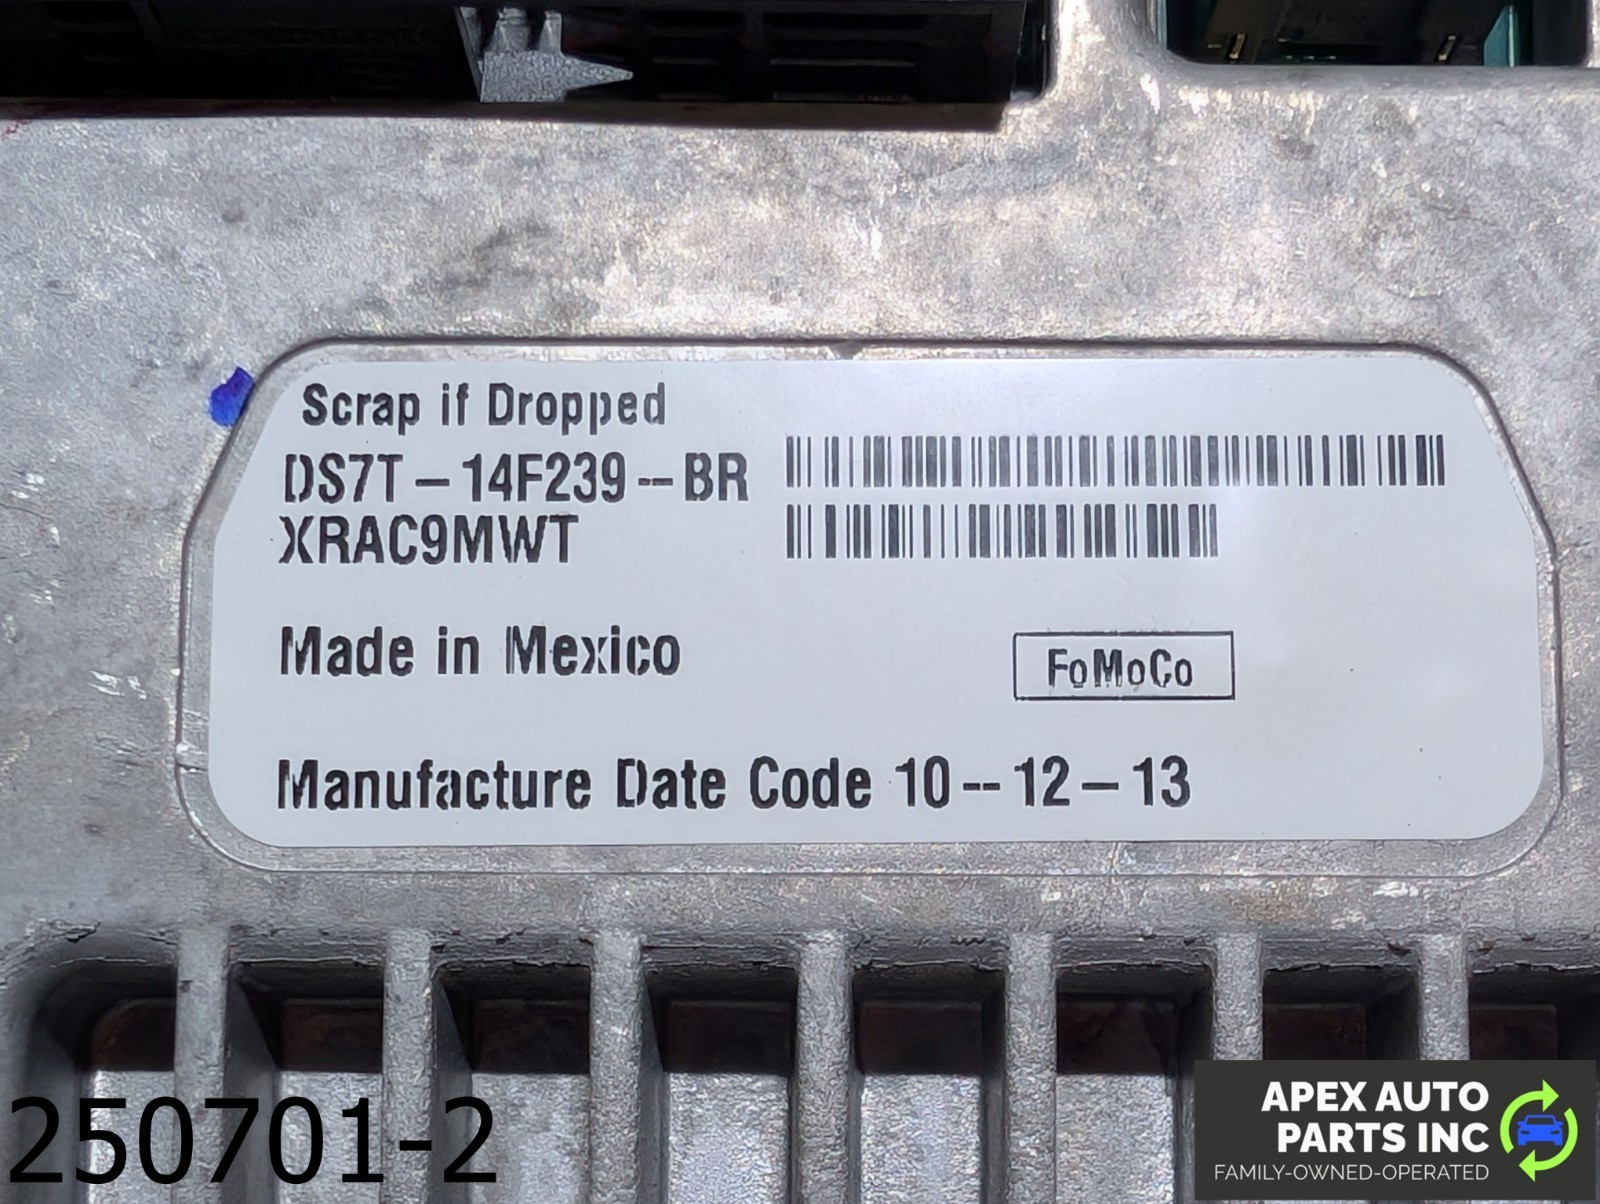 Scrap if Dropped
DS7T-14F239--BR
XRAC9MWT
Made in Mexico
FoMoCo
Manufacture Date Code 10--12-13
250701-2
APEX AUTO
PARTS INC
FAMILY-OWNED-OPERATED